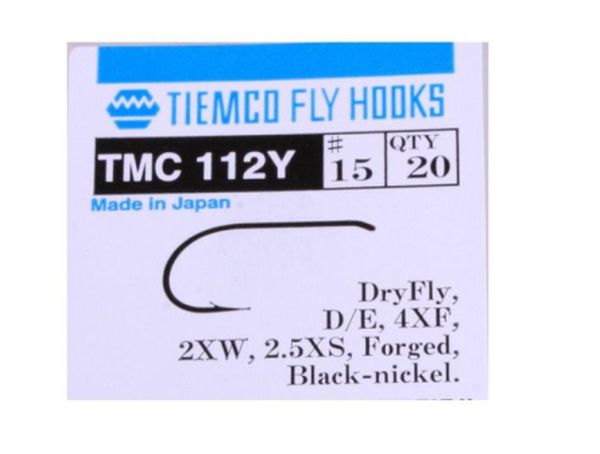 TIEMCO FLY HOOKS
TMC 112Y # 15 QTY 20
Made in Japan
DryFly,
D/E, 4XF,
2XW, 2.5XS, Forged,
Black-nickel.